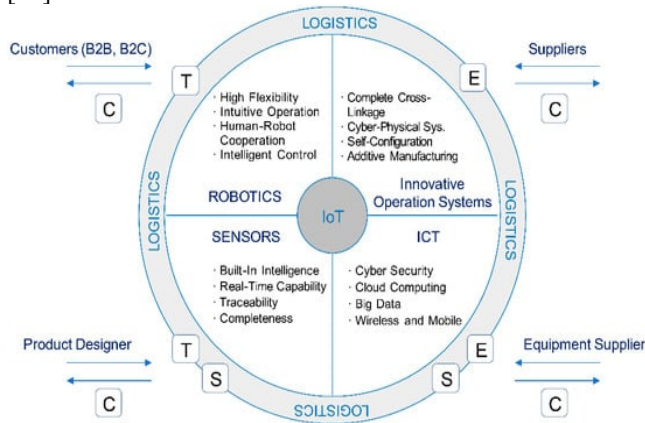 LOGISTICS
Customers (B2B, B2C)
C
T
E
Suppliers
C
· High Flexibility
· Intuitive Operation
· Human-Robot
Cooperation
· Intelligent Control
· Complete Cross-
Linkage
· Cyber-Physical Sys.
· Self-Configuration
· Additive Manufacturing
LOGISTICS
ROBOTICS
IoT
Innovative
Operation Systems
LOGISTICS
SENSORS
ICT
· Built-In Intelligence
· Real-Time Capability
· Traceability
· Completeness
· Cyber Security
· Cloud Computing
· Big Data
· Wireless and Mobile
Product Designer
C
T
S
E
S
Equipment Supplier
C
LOGISTICS